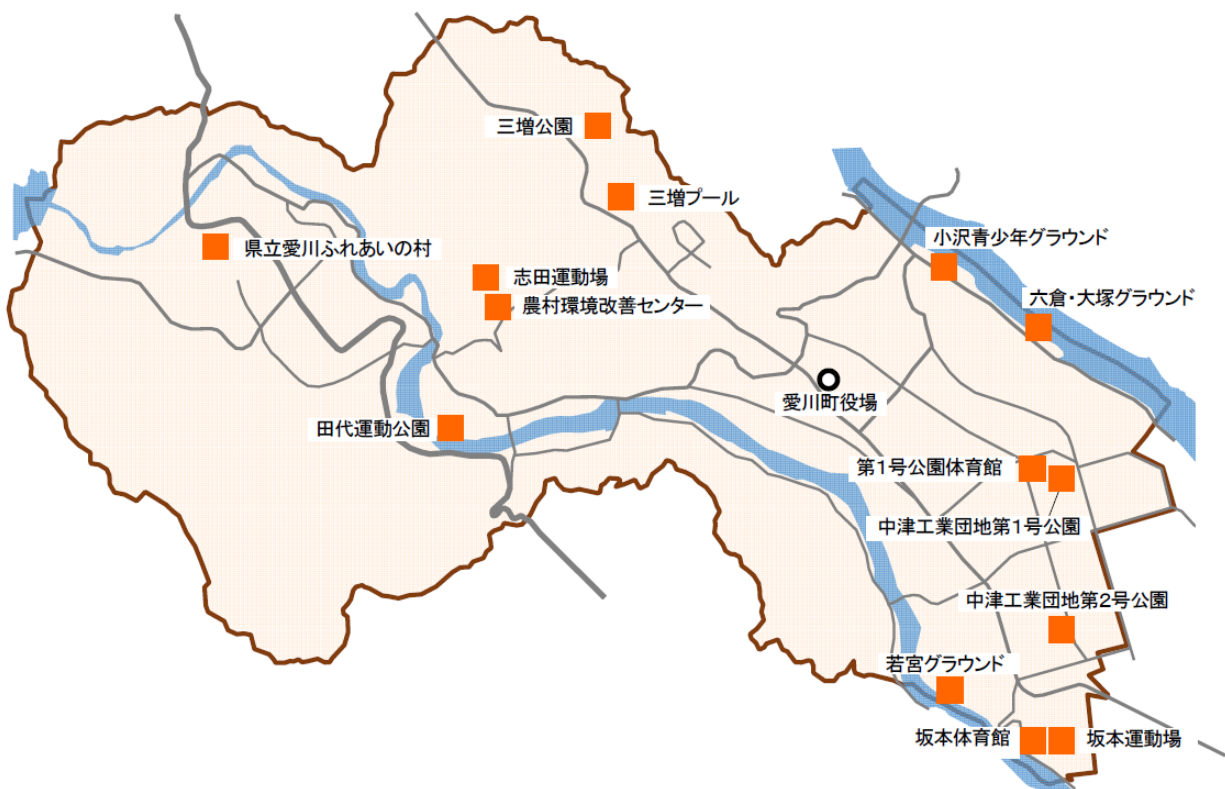 三増公園
三増プール
小沢青少年グラウンド
県立愛川ふれあいの村
志田運動場
六倉・大塚グラウンド
農村環境改善センター
愛川町役場
田代運動公園
第1号公園体育館
中津工業団地第1号公園
中津工業団地第2号公園
若宮グラウンド
坂本体育館
坂本運動場